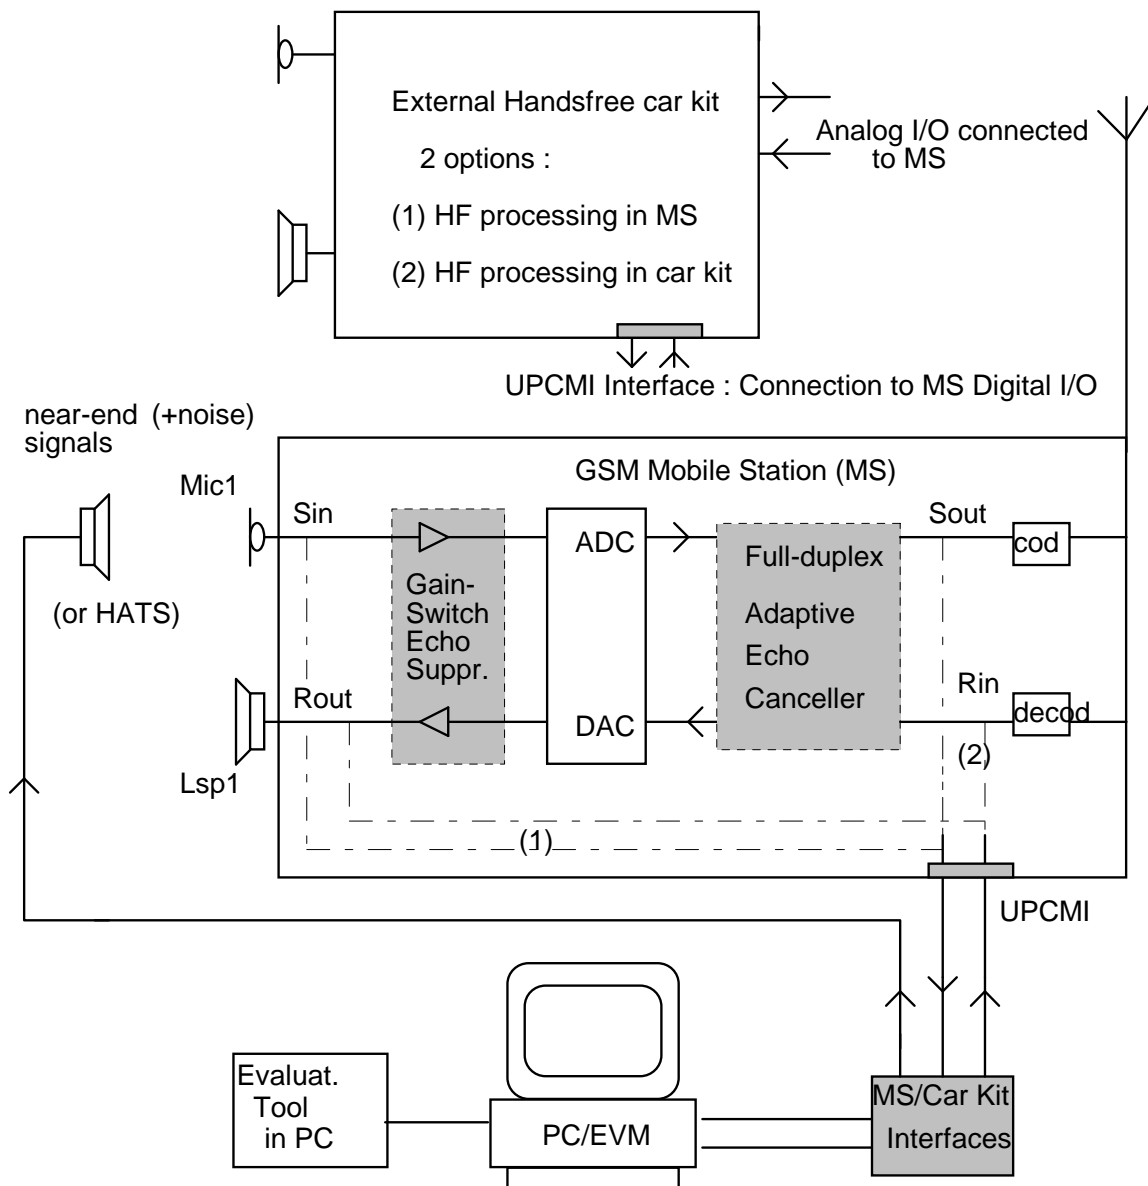 External Handsfree car kit
2 options :
(1) HF processing in MS
(2) HF processing in car kit
Analog I/O connected
to MS
UPCMI Interface : Connection to MS Digital I/O
near-end (+noise)
signals
(or HATS)
GSM Mobile Station (MS)
Mic1
Sin
Gain-
Switch
Echo
Suppr.
ADC
DAC
Full-duplex
Adaptive
Echo
Canceller
Sout
cod
Rin
decod
(2)
Rout
Lsp1
(1)
UPCMI
Evaluat.
Tool
in PC
PC/EVM
MS/Car Kit
Interfaces